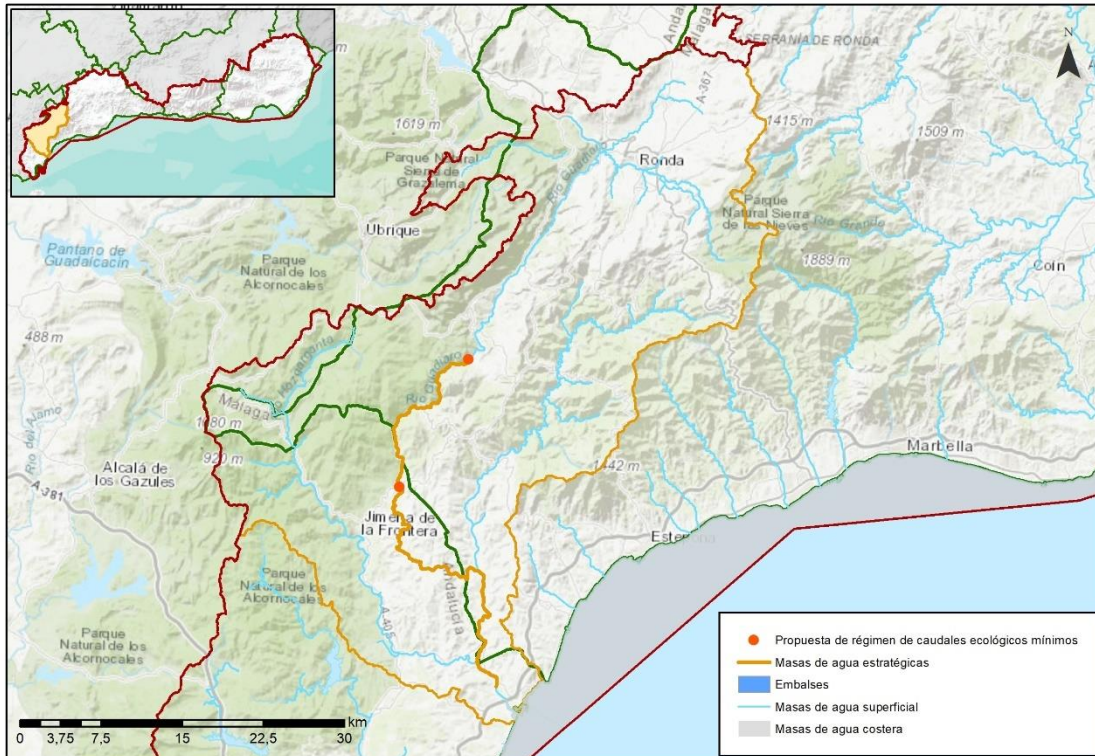 N
SERRANÍA DE RONDA
Málaga
A-367
1415 m
1509 m
1619 m
Ronda
Río Guadiaro
Parque Natural
Sierra
de Grazalema
Parque
Natural Sierra
de las Nieves
Río Grande
Ubrique
Pantano de
Guadalcacín
1889 m
Coín
Parque
Natural de los
Alcornocales
488 m
Río Guadiaro
Málaga
1080 m
920 m
Río del Álamo
Marbella
Alcalá de
los Gazules
1442 m
A-381
Jimena de
la Frontera
Parque
Natural de los
Alcornocales
Andalucía
A-405
Parque
Natural de los
Alcornocales
Propuesta de régimen de caudales ecológicos mínimos
Masas de agua estratégicas
Embalses
Masas de agua superficial
Masas de agua costera
km
0 3,75 7,5 15 22,5 30